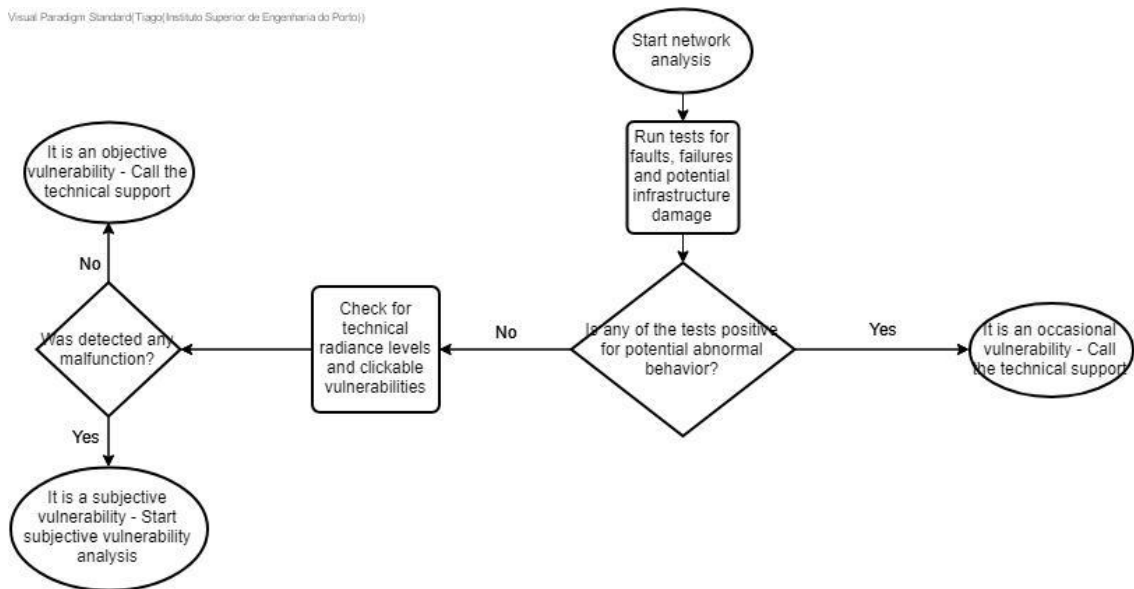 Visual Paradigm Standard(Tiago(Instituto Superior de Engenharia do Porto))
Start network
analysis
Run tests for
faults, failures
and potential
infrastructure
damage
Is any of the tests positive
for potential abnormal
behavior?
Yes
It is an occasional
vulnerability - Call
the technical support
No
Check for
technical
radiance levels
and clickable
vulnerabilities
Was detected any
malfunction?
No
It is an objective
vulnerability - Call the
technical support
Yes
It is a subjective
vulnerability - Start
subjective vulnerability
analysis